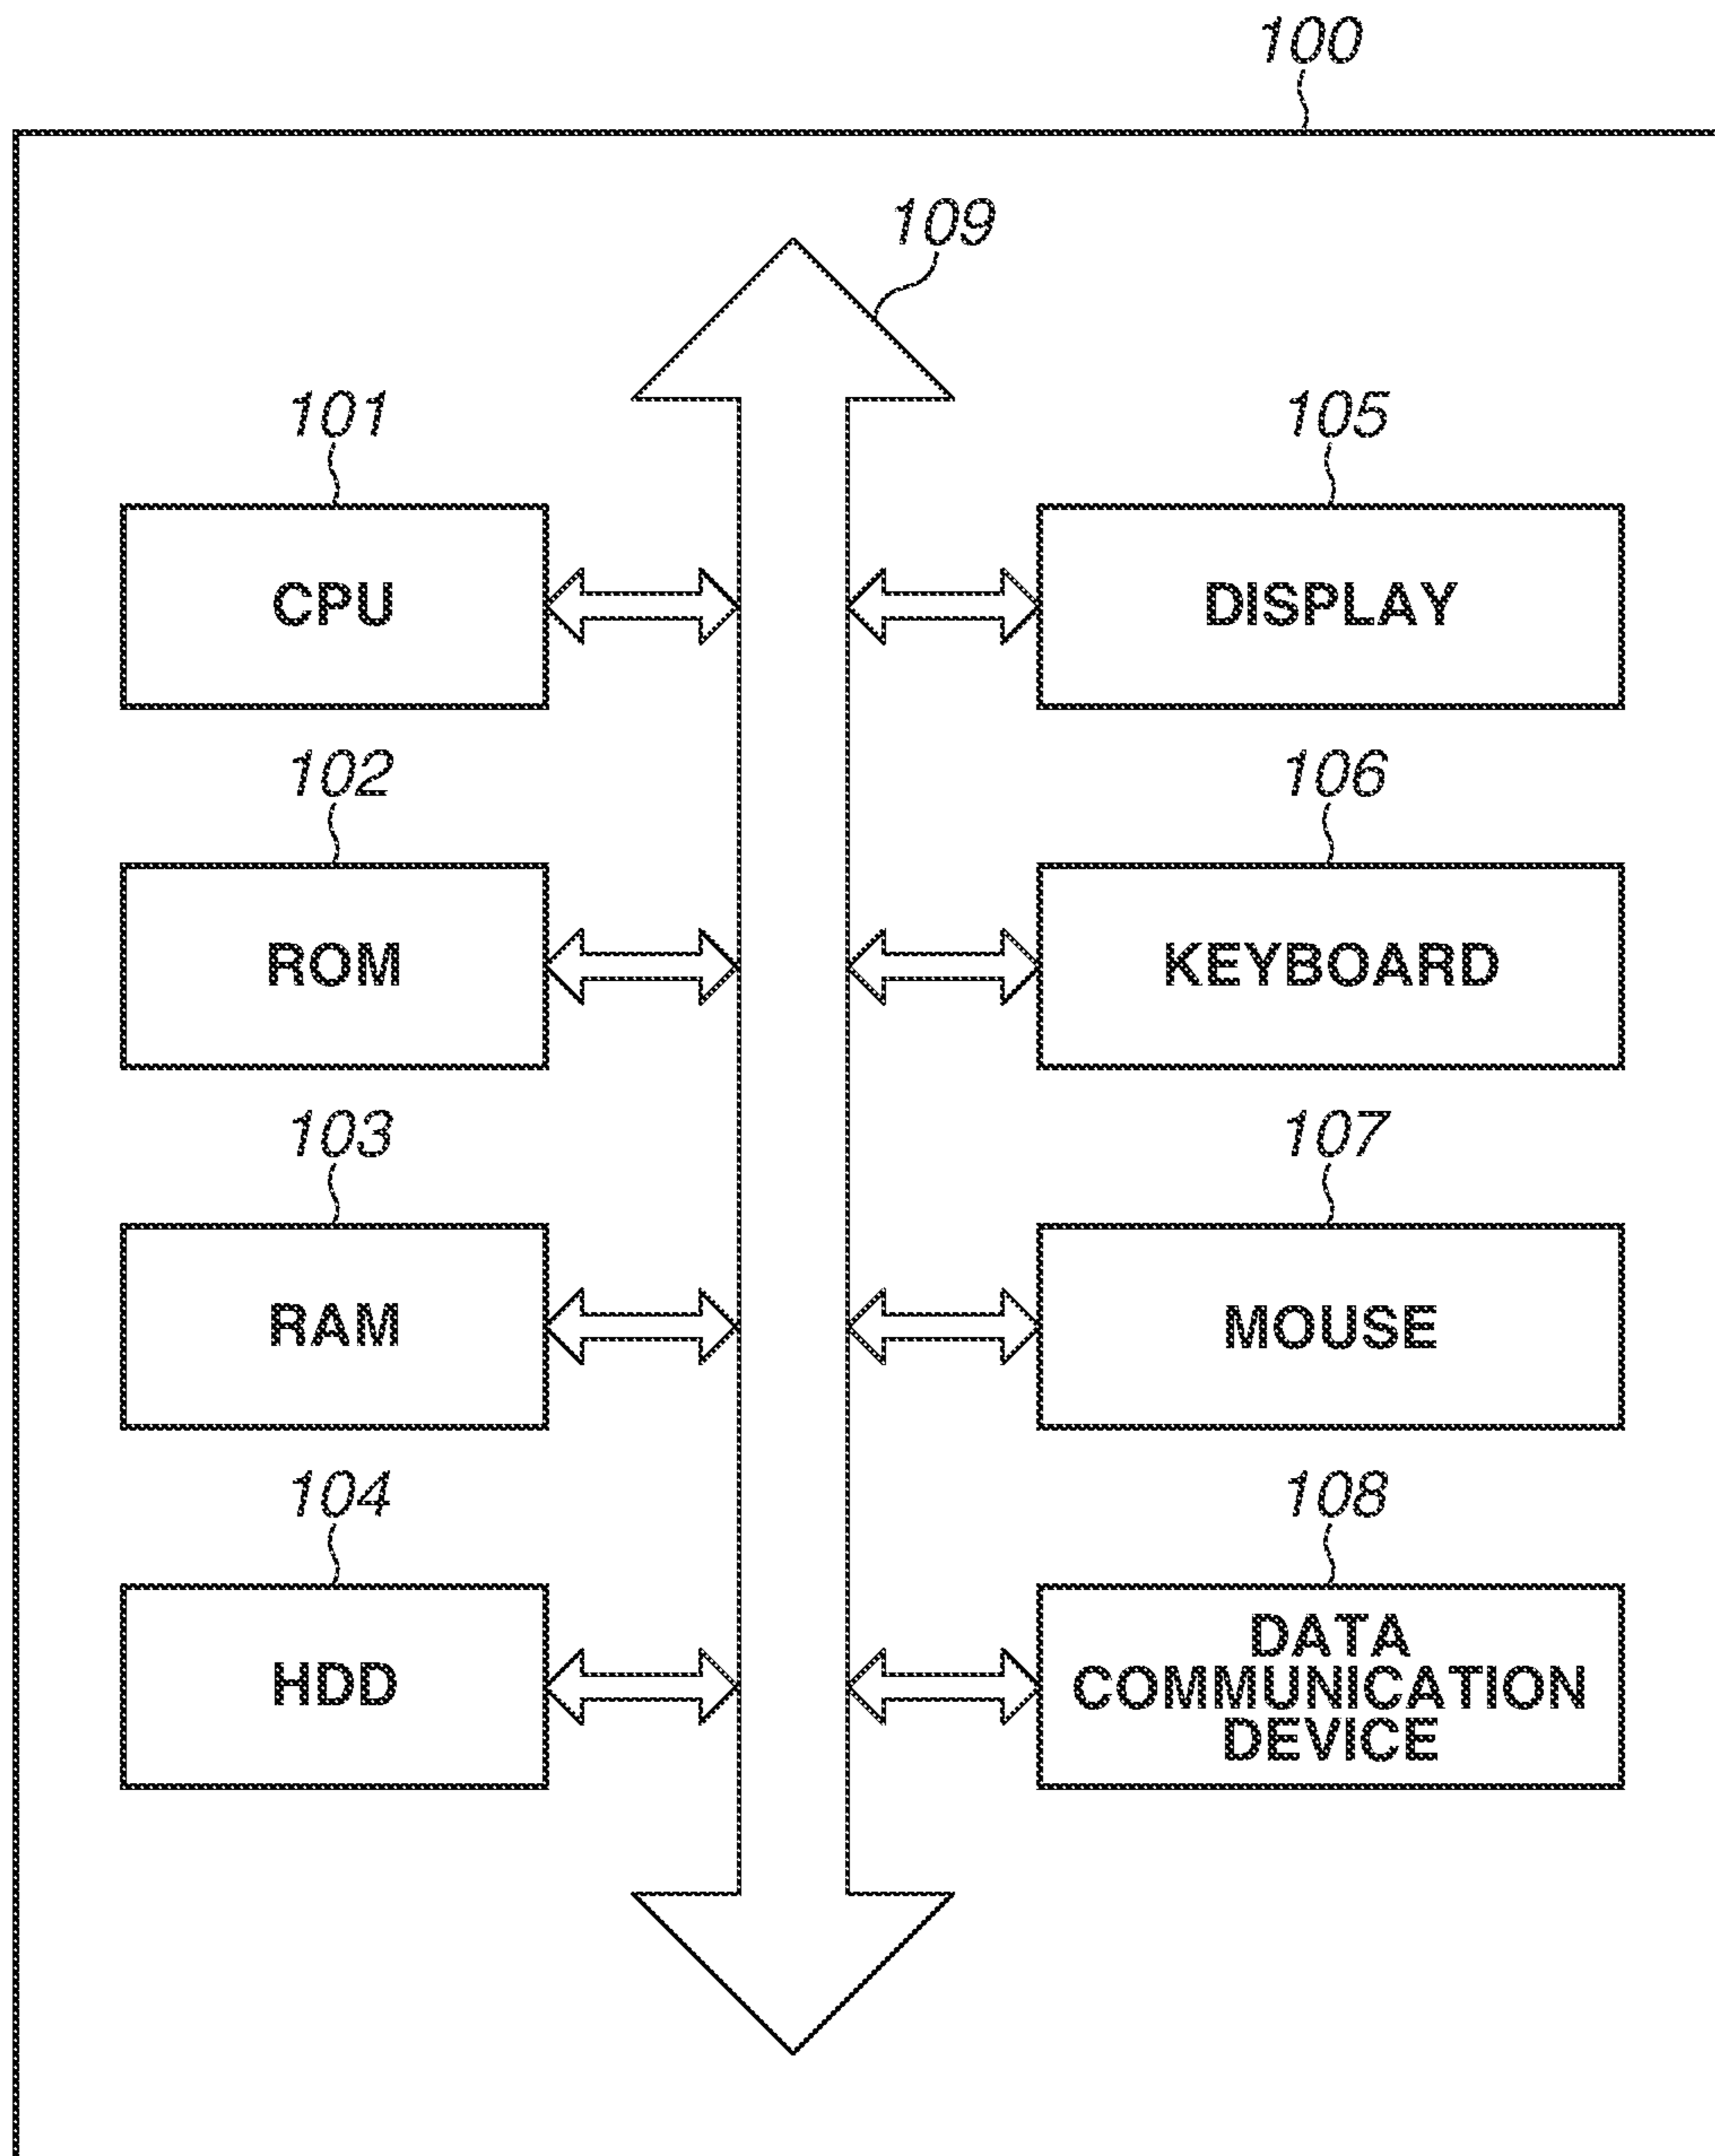 100
109
101
105
CPU
DISPLAY
102
106
ROM
KEYBOARD
103
107
RAM
MOUSE
104
108
HDD
DATA
COMMUNICATION
DEVICE